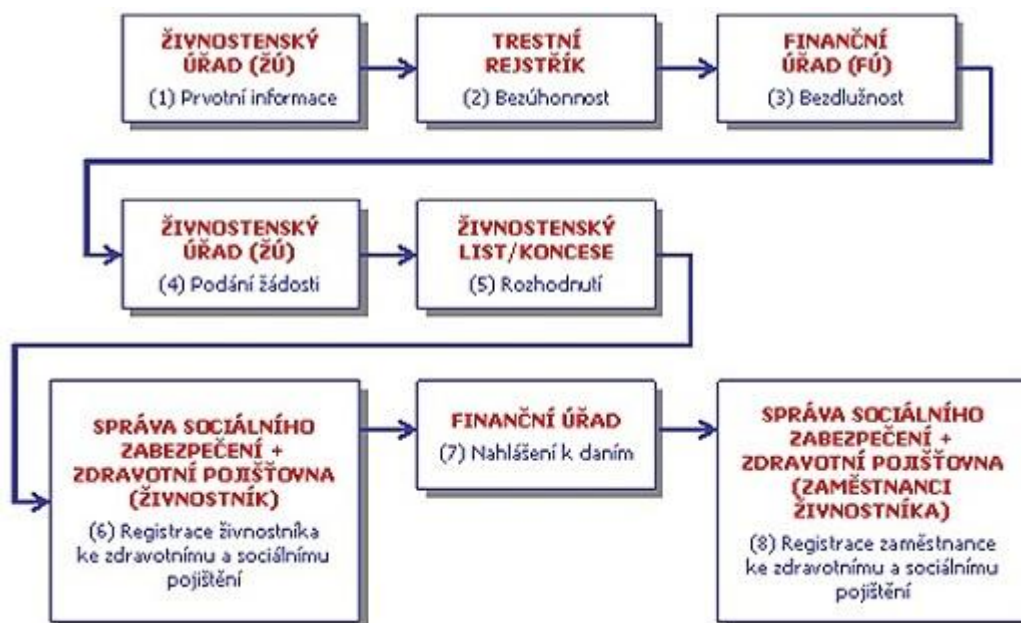 ŽIVNOSTENSKÝ
ÚŘAD (ŽÚ)
(1) Prvotní informace
TRESTNÍ
REJSTŘÍK
(2) Bezúhonnost
FINANČNÍ
ÚŘAD (FÚ)
(3) Bezdlužnost
ŽIVNOSTENSKÝ
ÚŘAD (ŽÚ)
(4) Podání žádosti
ŽIVNOSTENSKÝ
LIST/KONCESE
(5) Rozhodnutí
SPRÁVA SOCIÁLNÍHO
ZABEZPEČENÍ +
ZDRAVOTNÍ POJIŠŤOVNA
(ŽIVNOSTNÍK)
(6) Registrace živnostníka
ke zdravotnímu a sociálnímu
pojištění
FINANČNÍ ÚŘAD
(7) Nahlášení k daním
SPRÁVA SOCIÁLNÍHO
ZABEZPEČENÍ +
ZDRAVOTNÍ POJIŠŤOVNA
(ZAMĚSTNANCI
ŽIVNOSTNÍKA)
(8) Registrace zaměstnance
ke zdravotnímu a sociálnímu
pojištění